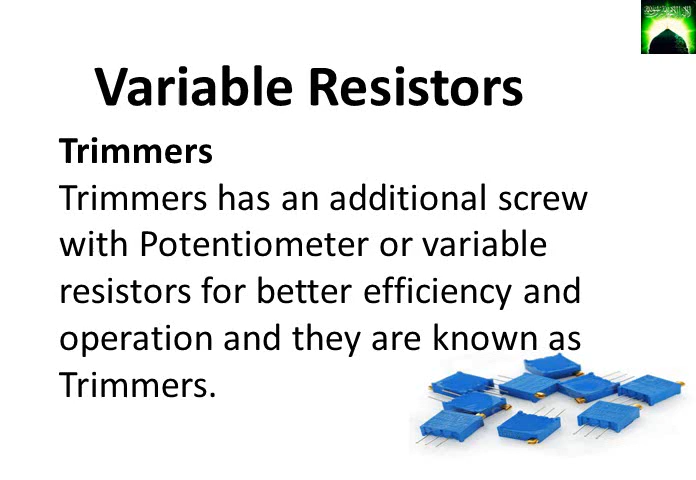 Variable Resistors
Trimmers
Trimmers has an additional screw
with Potentiometer or variable
resistors for better efficiency and
operation and they are known as
Trimmers.